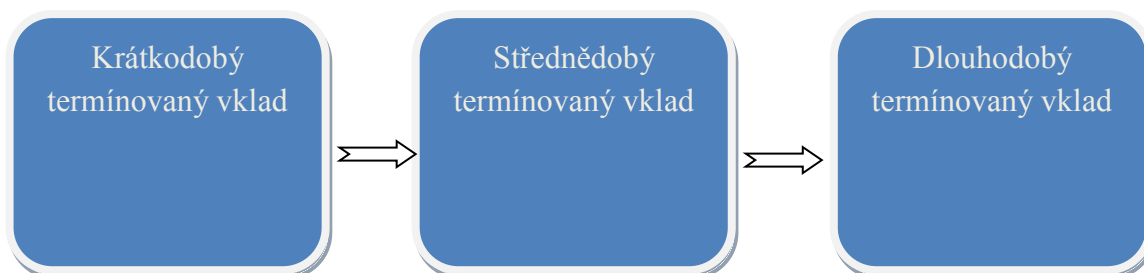 Krátkodobý
termínovaný vklad
Střednědobý
termínovaný vklad
Dlouhodobý
termínovaný vklad